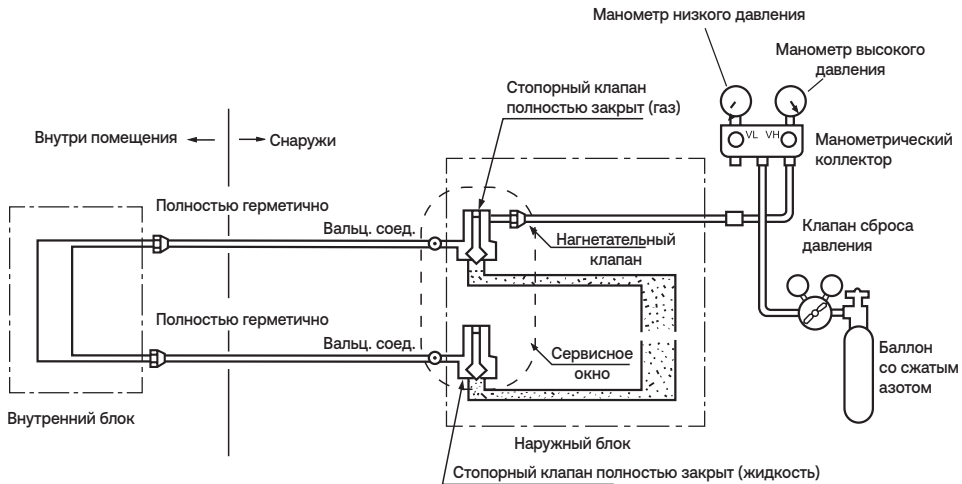 Манометр низкого давления
Манометр высокого
давления
Стопорный клапан
полностью закрыт (газ)
VL VH
Внутри помещения
Снаружи
Манометрический
коллектор
Полностью герметично
Вальц. соед.
Нагнетательный
клапан
Клапан сброса
давления
Полностью герметично
Вальц. соед.
Сервисное
окно
Баллон
со сжатым
азотом
Внутренний блок
Наружный блок
Стопорный клапан полностью закрыт (жидкость)